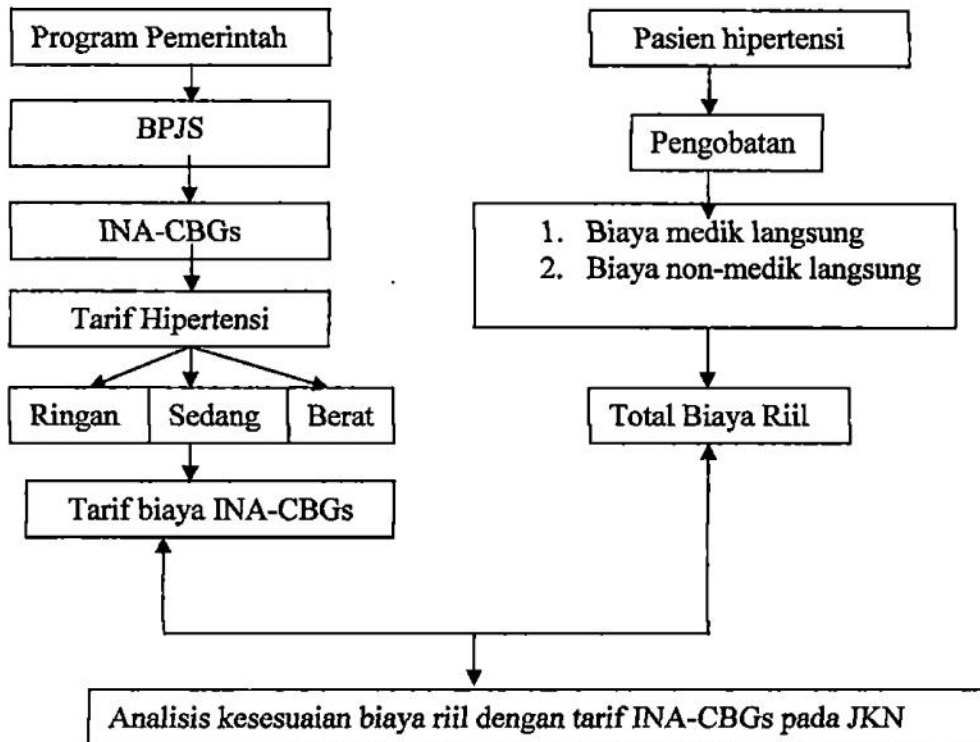 Program Pemerintah
BPJS
INA-CBGs
Tarif Hipertensi
Ringan
Sedang
Berat
Tarif biaya INA-CBGs
Pasien hipertensi
Pengobatan
1. Biaya medik langsung
2. Biaya non-medik langsung
Total Biaya Riil
Analisis kesesuaian biaya riil dengan tarif INA-CBGs pada JKN